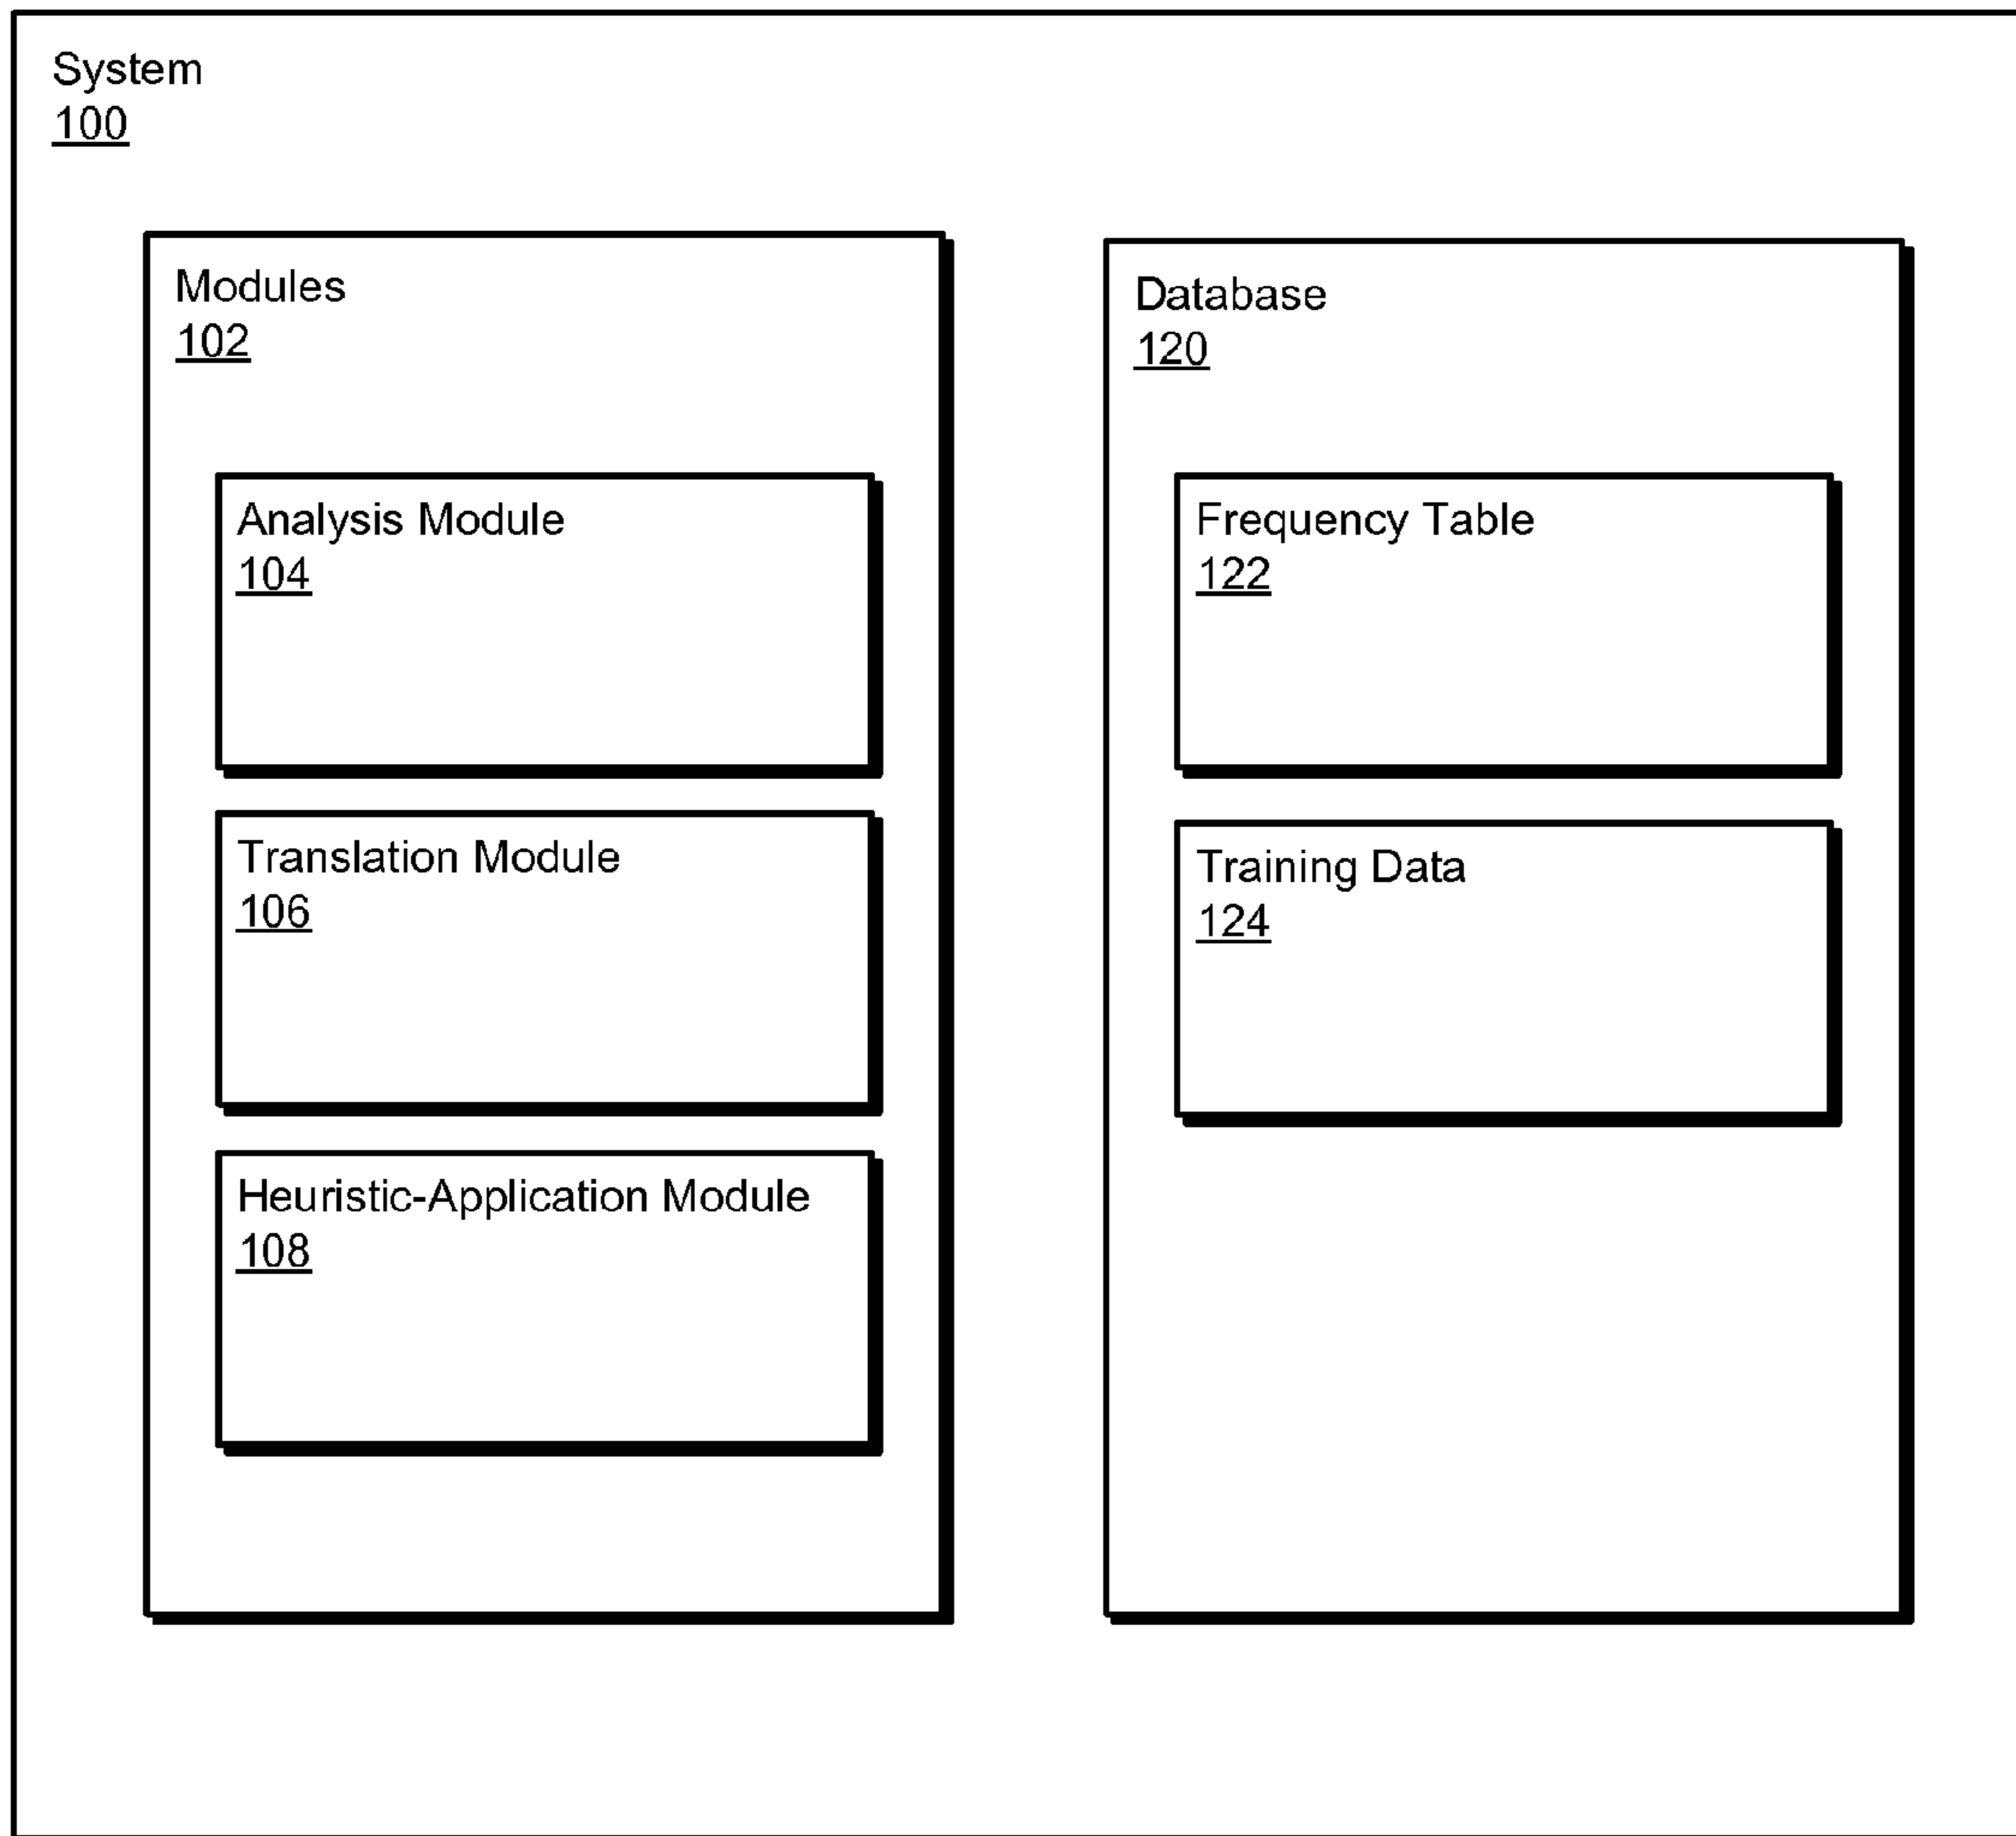 System
100
Modules
102
Analysis Module
104
Translation Module
106
Heuristic-Application Module
108
Database
120
Frequency Table
122
Training Data
124